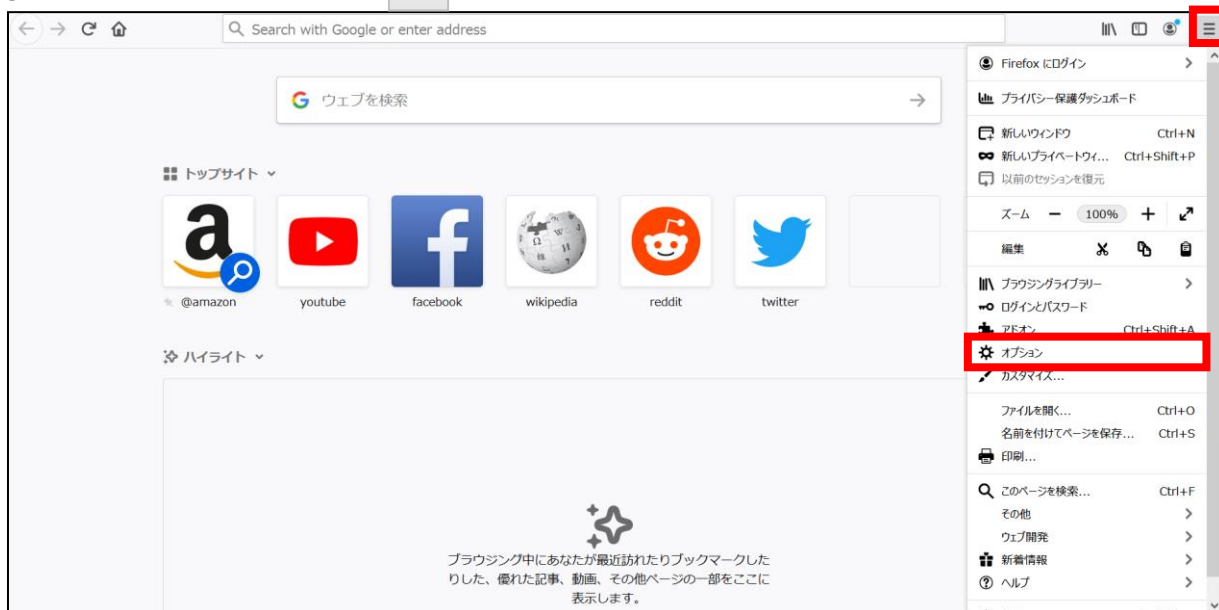 Search with Google or enter address
ウェブを検索
トップサイト
@amazon
youtube
facebook
wikipedia
reddit
twitter
ハイライト
ブラウジング中にあなたが最近訪れたりブックマークした
りした、優れた記事、動画、その他ページの一部をここに
表示します。
Firefox にログイン
プライバシー保護ダッシュボード
新しいウィンドウ Ctrl+N
新しいプライベートウィ... Ctrl+Shift+P
以前のセッションを復元
ズーム 100%
編集
ブラウジングライブラリー
ログインとパスワード
アドオン Ctrl+Shift+A
オプション
カスタマイズ...
ファイルを開く... Ctrl+O
名前を付けてページを保存... Ctrl+S
印刷...
このページを検索... Ctrl+F
その他
ウェブ開発
新着情報
ヘルプ